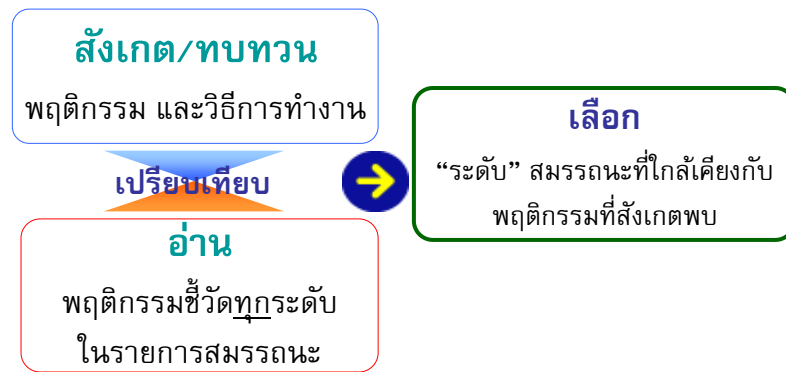 สังเกต/ทบทวน
พฤติกรรม และวิธีการทำงาน
เปรียบเทียบ
อ่าน
พฤติกรรมชี้วัดทุกระดับ
ในรายการสมรรถนะ
เลือก
“ระดับ” สมรรถนะที่ใกล้เคียงกับ
พฤติกรรมที่สังเกตพบ